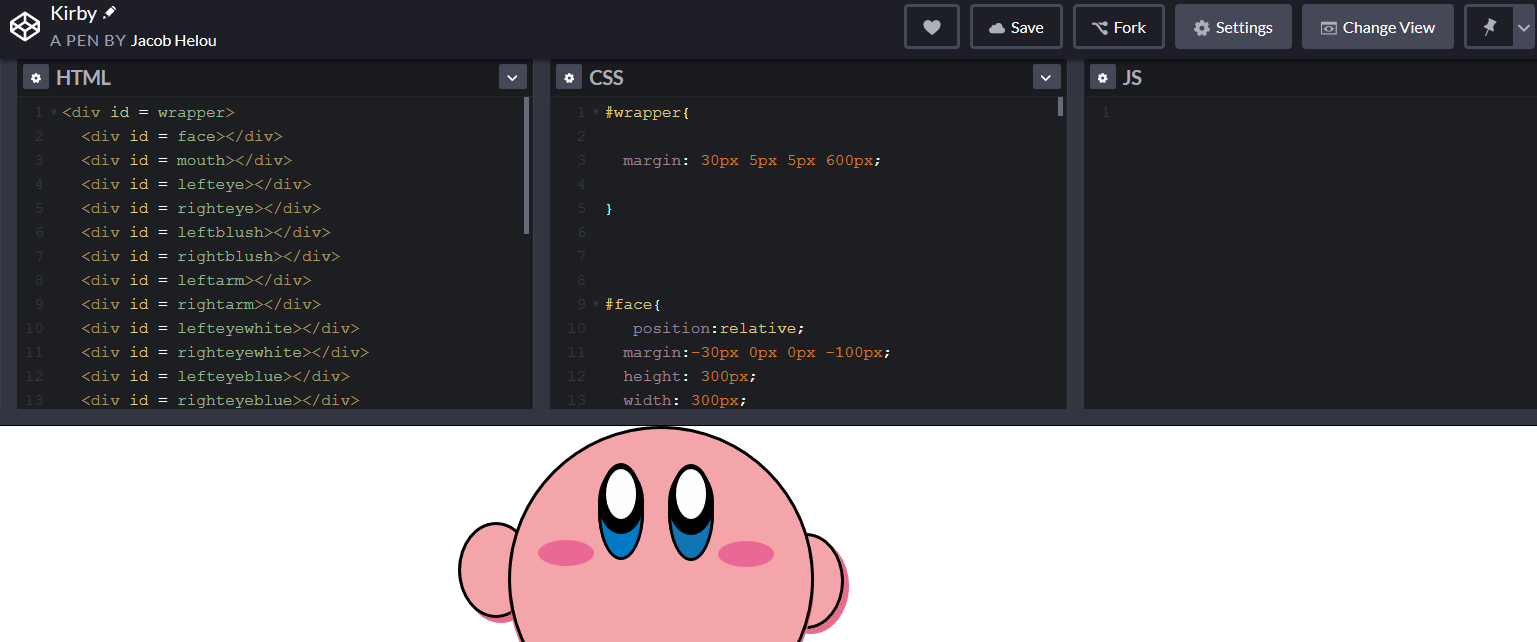 Kirby
A PEN BY Jacob Helou
Save
Fork
Settings
Change View
HTML
1 <div id = wrapper>
2 <div id = face></div>
3 <div id = mouth></div>
4 <div id = lefteye></div>
5 <div id = righteye></div>
6 <div id = leftblush></div>
7 <div id = rightblush></div>
8 <div id = leftarm></div>
9 <div id = rightarm></div>
10 <div id = lefteyewhite></div>
11 <div id = righteyewhite></div>
12 <div id = lefteyeblue></div>
13 <div id = righteyeblue></div>
CSS
1 #wrapper{
2
3 margin: 30px 5px 5px 600px;
4
5 }
6
7
8
9 #face{
10 position:relative;
11 margin:-30px 0px 0px -100px;
12 height: 300px;
13 width: 300px;
JS
1